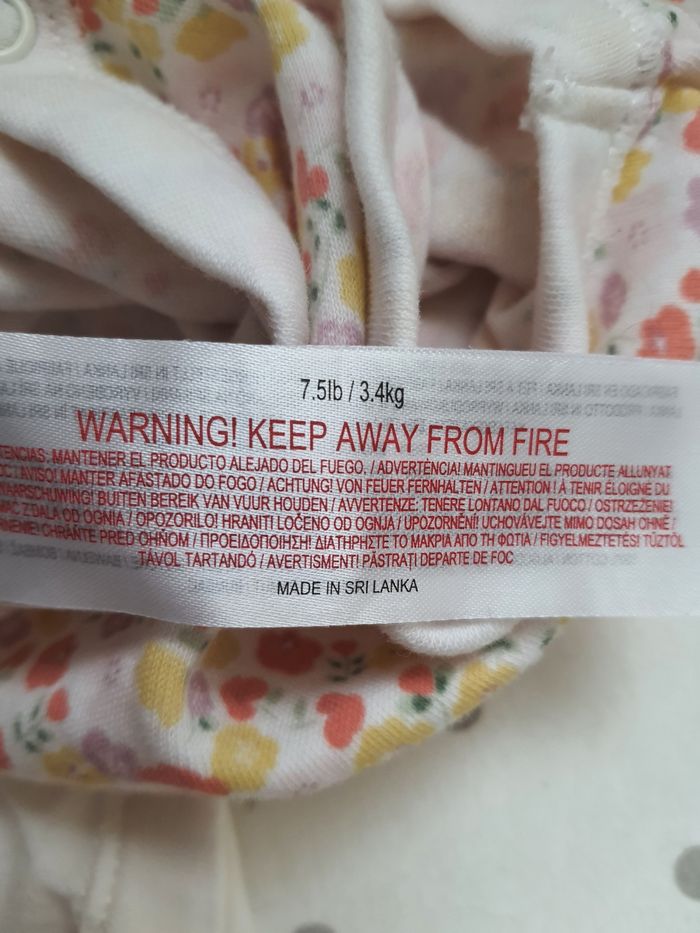 7.5lb / 3.4kg
WARNING! KEEP AWAY FROM FIRE
MANTENER EL PRODUCTO ALEJADO DEL FUEGO. / ADVERTÈNCIA! MANTINGUEU EL PRODUCTE ALLUNYAT
MANTER AFASTADO DO FOGO / ACHTUNG! VON FEUER FERNHALTEN / ATTENTION ! À TENIR ÉLOIGNÉ DU
BUITEN BEREIK VAN VUUR HOUDEN / AVVERTENZE: TENERE LONTANO DAL FUOCO / OSTRZEŻENIE!
Z DALA OD OGNIA / OPOZORILO! HRANITI LOČENO OD OGNJA / UPOZORNĚNÍ! UCHOVÁVEJTE MIMO DOSAH OHNĚ /
CHRÁŇTE PRED OHŇOM / ΠΡΟΕΙΔΟΠΟΙΗΣΗ! ΔΙΑΤΗΡΗΣΤΕ ΤΟ ΜΑΚΡΙΑ ΑΠΟ ΤΗ ΦΩΤΙΑ / FIGYELMEZTETÉS! TŰZTŐL
TÁVOL TARTANDÓ / AVERTISMENT! PĂSTRAȚI DEPARTE DE FOC
MADE IN SRI LANKA